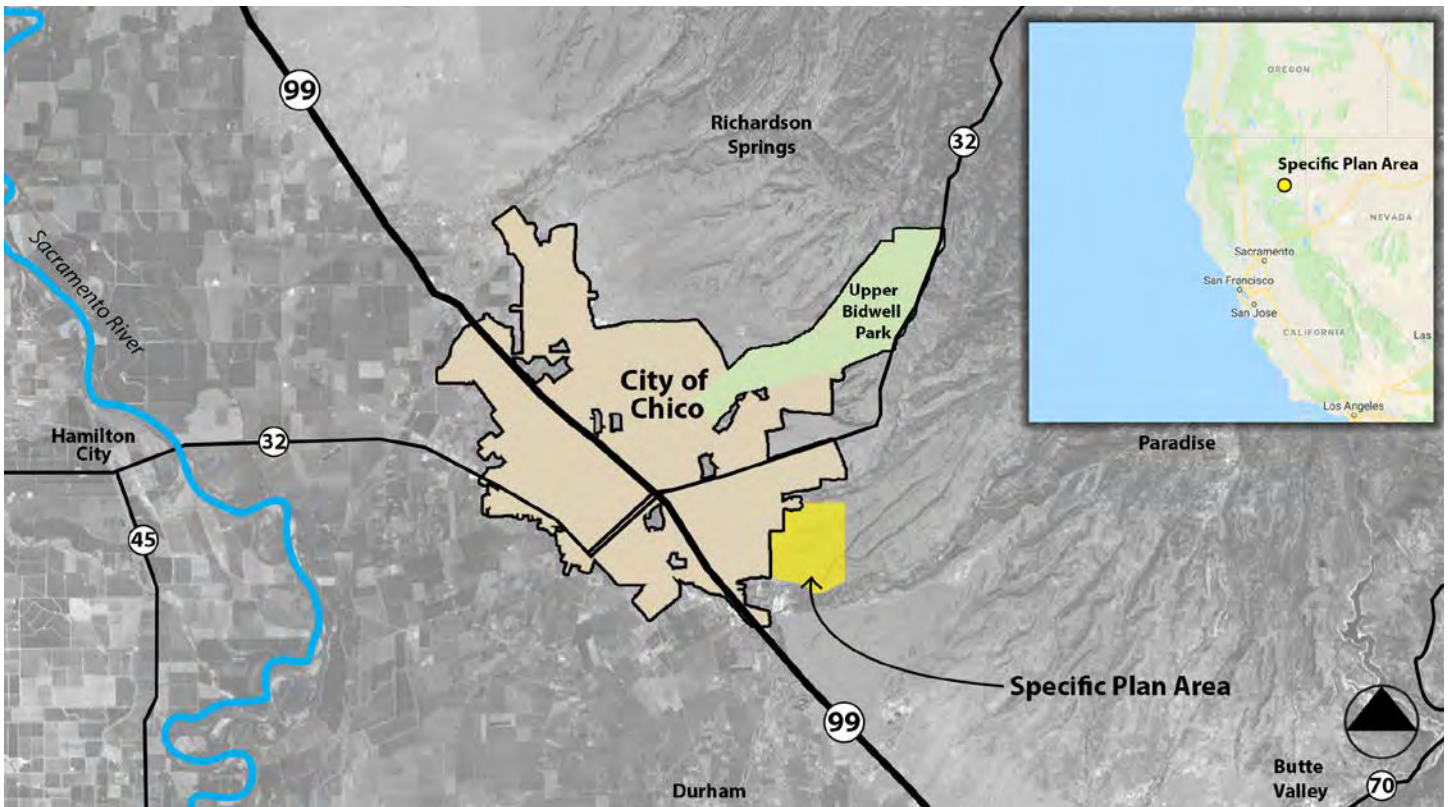 99
Richardson
Springs
32
OREGON
Specific Plan Area
NEVADA
Sacramento
San Francisco
San Jose
CALIFORNIA
Las
Los Angeles
Sacramento River
Upper
Bidwell
Park
City of
Chico
Hamilton
City
32
Paradise
45
Specific Plan Area
99
Durham
Butte
Valley
70